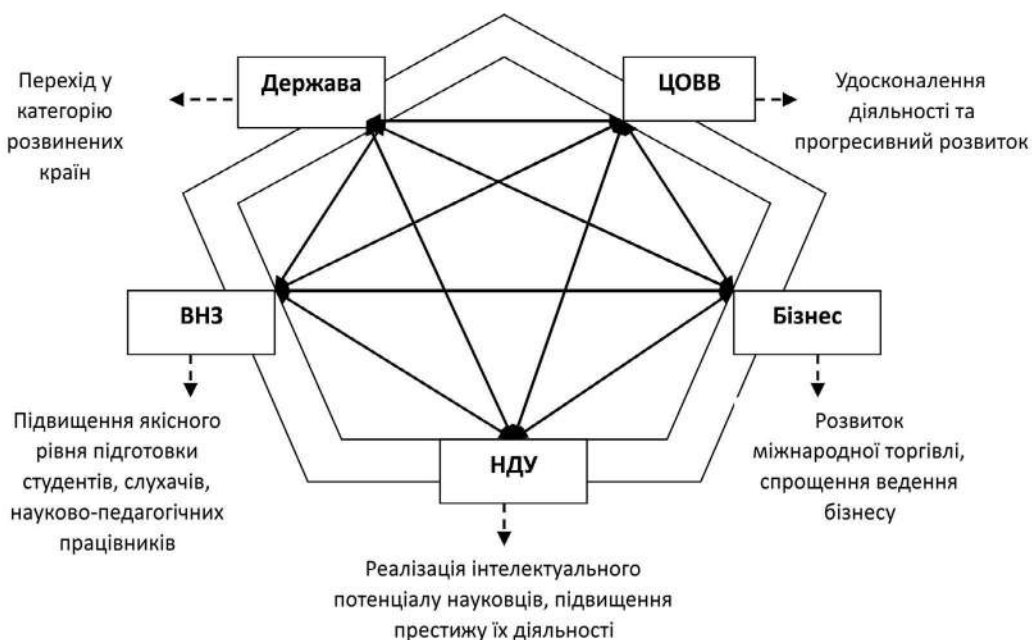 Держава
ЦОВВ
Перехід у
категорію
розвинених
країн
Удосконалення
діяльності та
прогресивний розвиток
ВНЗ
Бізнес
Підвищення якісного
рівня підготовки
студентів, слухачів,
науково-педагогічних
працівників
НДУ
Розвиток
міжнародної торгівлі,
спрощення ведення
бізнесу
Реалізація інтелектуального
потенціалу науковців, підвищення
престижу їх діяльності